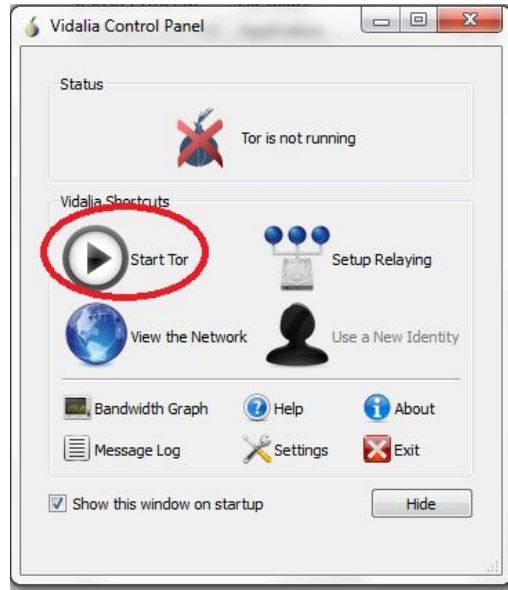 Vidalia Control Panel
Status
Tor is not running
Vidalia Shortcuts
Start Tor
Setup Relaying
View the Network
Use a New Identity
Bandwidth Graph
Help
About
Message Log
Settings
Exit
Show this window on startup
Hide